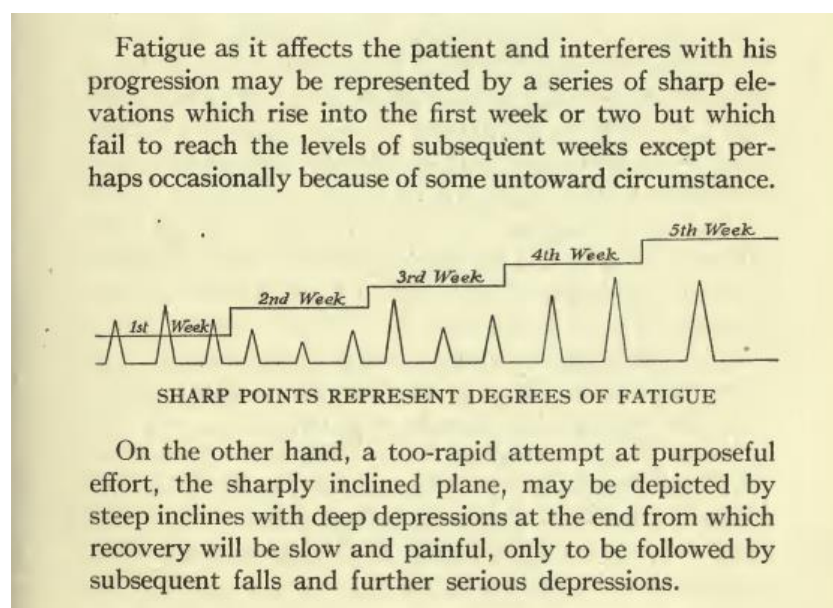 Fatigue as it affects the patient and interferes with his
progression may be represented by a series of sharp ele-
vations which rise into the first week or two but which
fail to reach the levels of subsequent weeks except per-
haps occasionally because of some untoward circumstance.
5th Week
4th Week
3rd Week
2nd Week
1st Week
SHARP POINTS REPRESENT DEGREES OF FATIGUE
On the other hand, a too-rapid attempt at purposeful
effort, the sharply inclined plane, may be depicted by
steep inclines with deep depressions at the end from which
recovery will be slow and painful, only to be followed by
subsequent falls and further serious depressions.